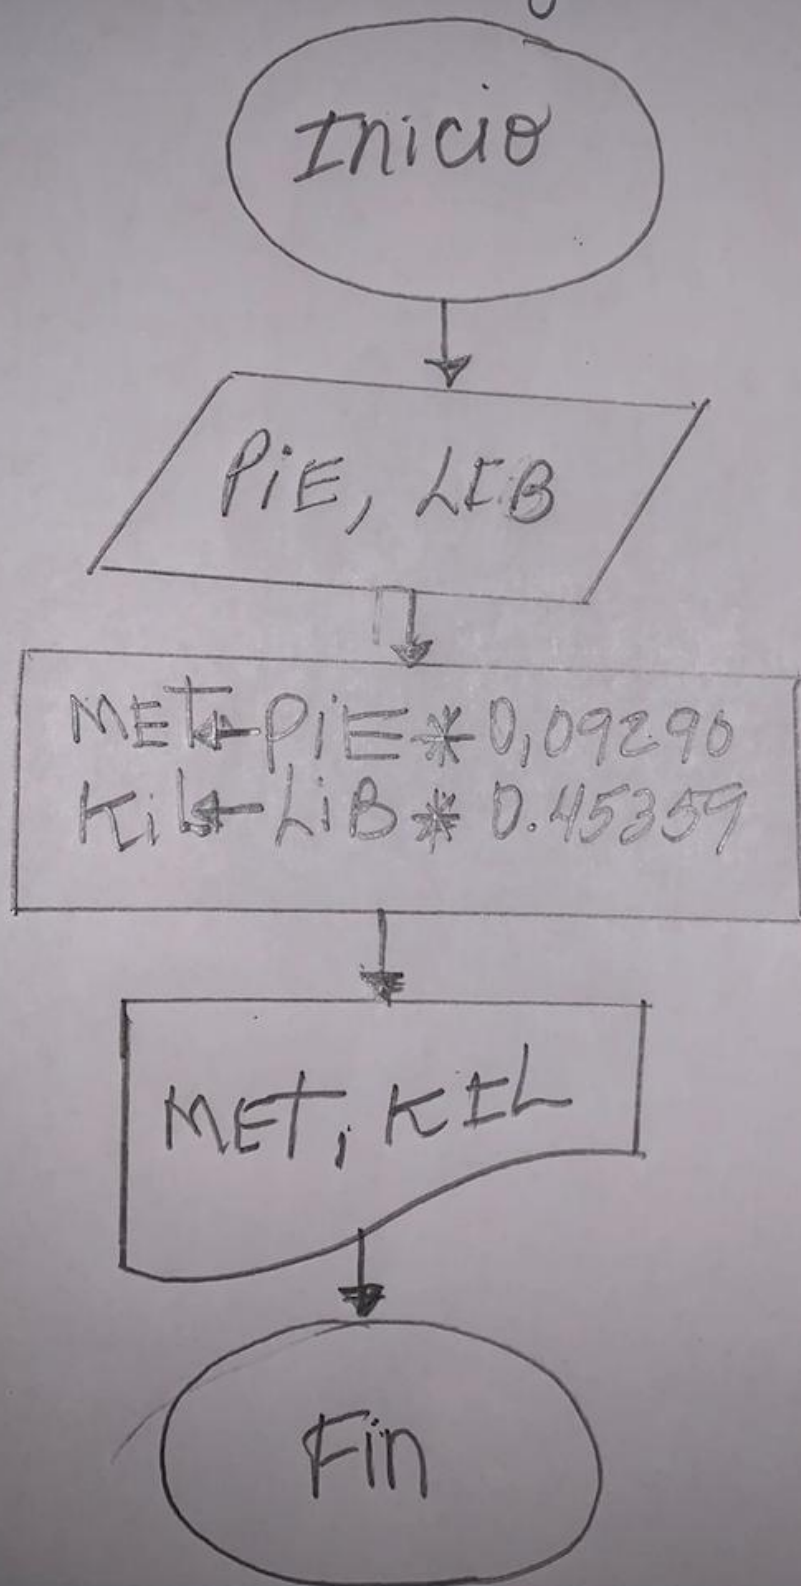 Inicio
PiE, LIB
MET←PiE * 0,09290
Kil←LiB * 0.45359
MET, KIL
Fin